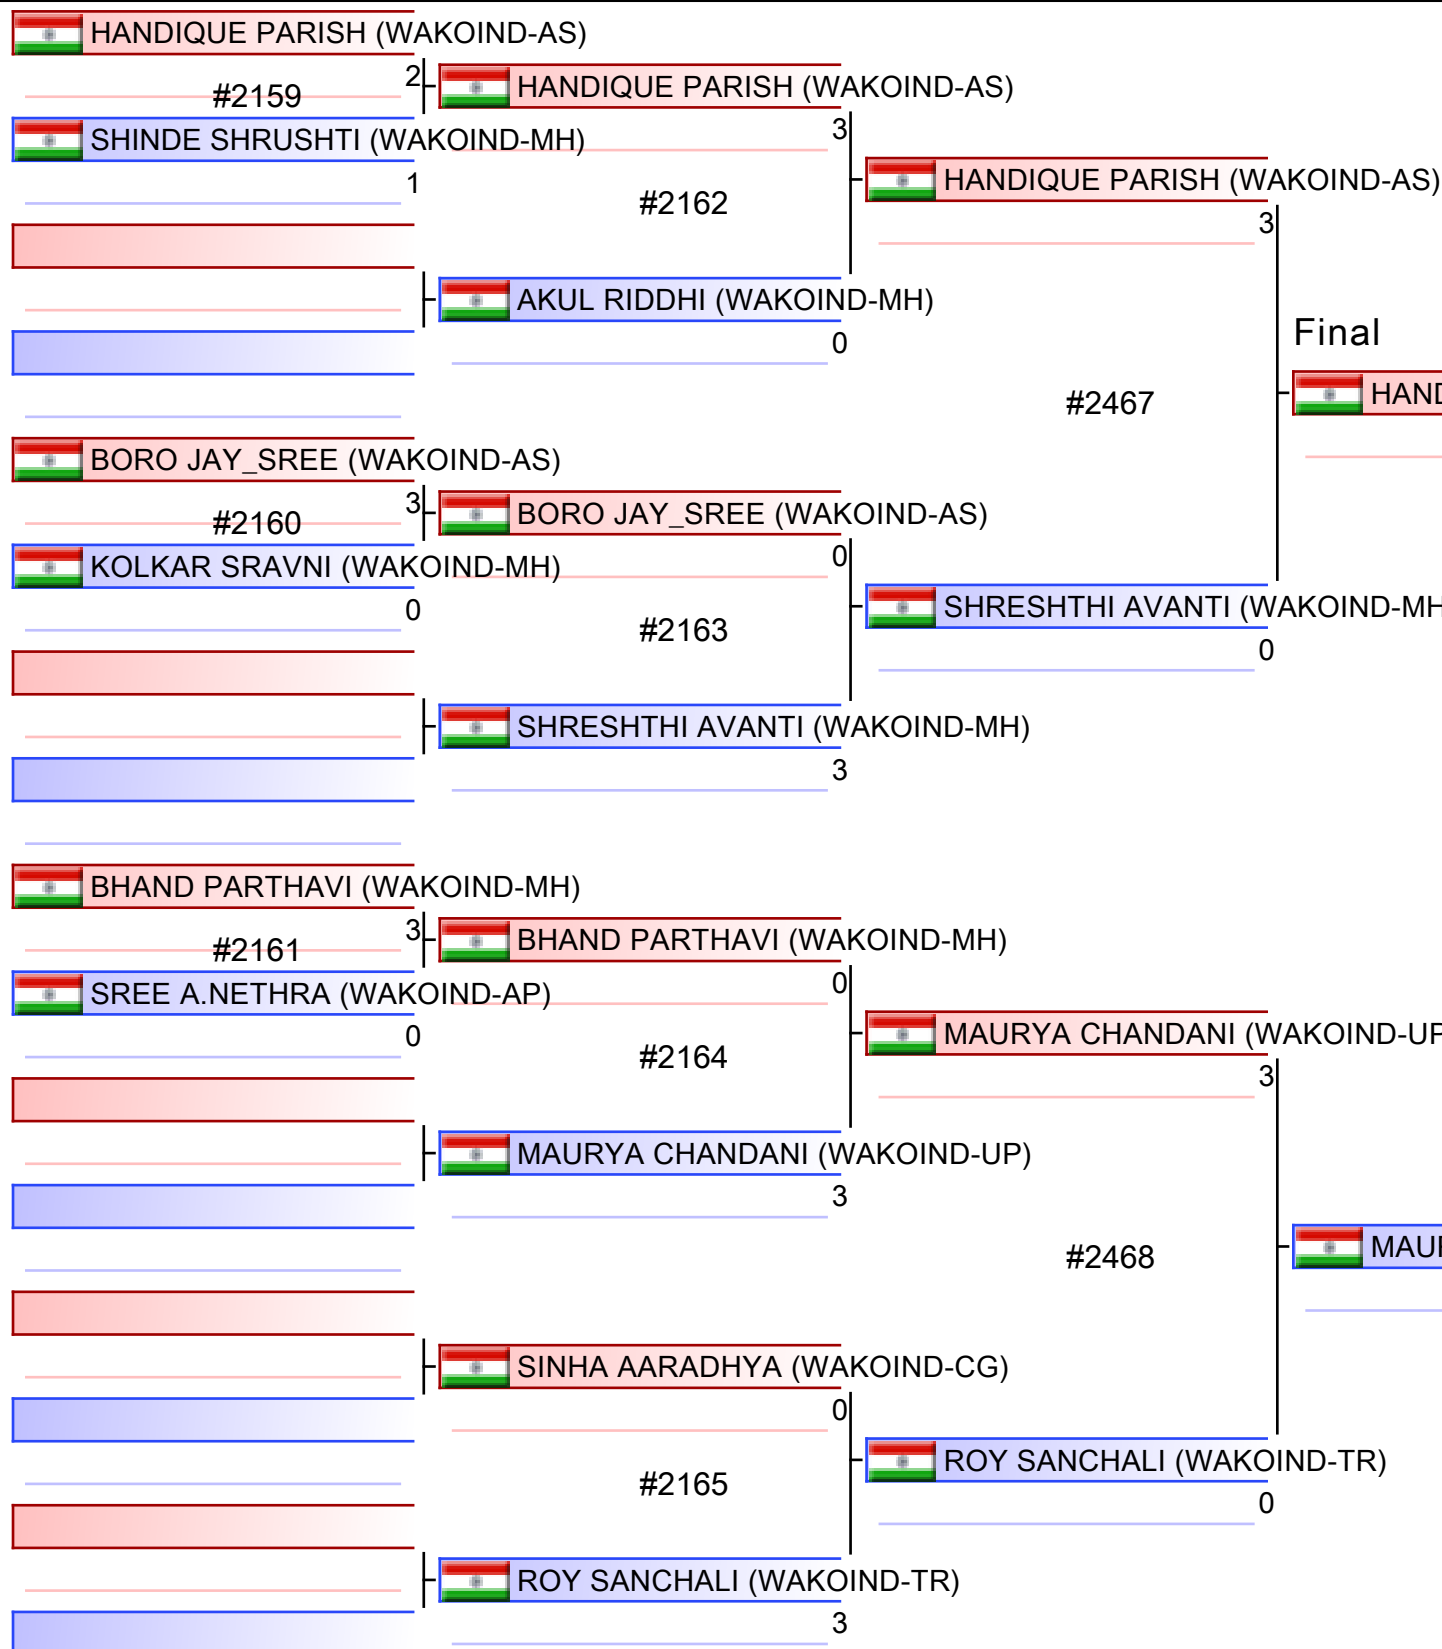 HANDIQUE PARISH (WAKOIND-AS)
2
#2159
SHINDE SHRUSHTI (WAKOIND-MH)
1
HANDIQUE PARISH (WAKOIND-AS)
3
#2162
AKUL RIDDHI (WAKOIND-MH)
0
HANDIQUE PARISH (WAKOIND-AS)
3
Final
#2467
HAND
BORO JAY_SREE (WAKOIND-AS)
3
#2160
KOLKAR SRAVNI (WAKOIND-MH)
0
BORO JAY_SREE (WAKOIND-AS)
0
#2163
SHRESHTHI AVANTI (WAKOIND-MH)
3
SHRESHTHI AVANTI (WAKOIND-MH
0
BHAND PARTHAVI (WAKOIND-MH)
3
#2161
SREE A.NETHRA (WAKOIND-AP)
0
BHAND PARTHAVI (WAKOIND-MH)
0
#2164
MAURYA CHANDANI (WAKOIND-UP)
3
MAURYA CHANDANI (WAKOIND-UP
3
#2468
MAUR
SINHA AARADHYA (WAKOIND-CG)
0
#2165
ROY SANCHALI (WAKOIND-TR)
3
ROY SANCHALI (WAKOIND-TR)
0